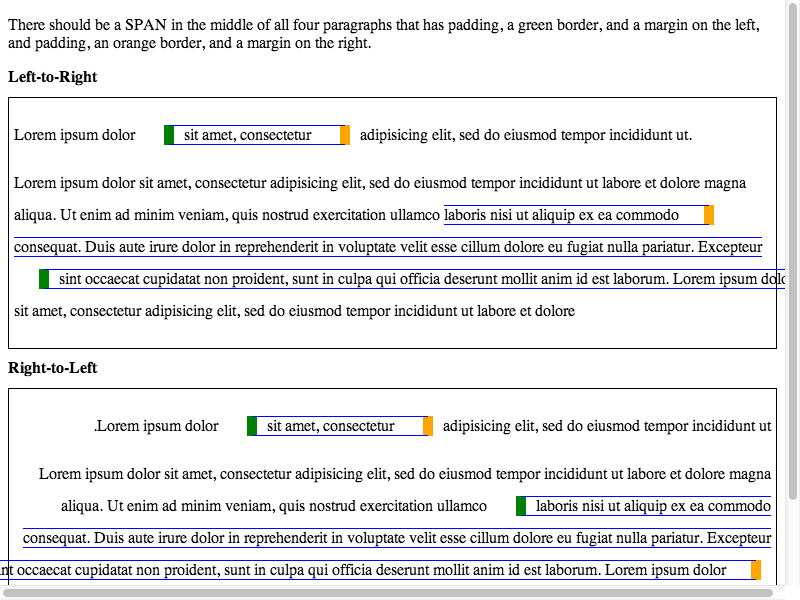 There should be a SPAN in the middle of all four paragraphs that has padding, a green border, and a margin on the left,
and padding, an orange border, and a margin on the right.
Left-to-Right
Lorem ipsum dolor sit amet, consectetur adipisicing elit, sed do eiusmod tempor incididunt ut.
Lorem ipsum dolor sit amet, consectetur adipisicing elit, sed do eiusmod tempor incididunt ut labore et dolore magna
aliqua. Ut enim ad minim veniam, quis nostrud exercitation ullamco laboris nisi ut aliquip ex ea commodo
consequat. Duis aute irure dolor in reprehenderit in voluptate velit esse cillum dolore eu fugiat nulla pariatur. Excepteur
sint occaecat cupidatat non proident, sunt in culpa qui officia deserunt mollit anim id est laborum. Lorem ipsum
sit amet, consectetur adipisicing elit, sed do eiusmod tempor incididunt ut labore et dolore
Right-to-Left
.Lorem ipsum dolor sit amet, consectetur adipisicing elit, sed do eiusmod tempor incididunt ut
Lorem ipsum dolor sit amet, consectetur adipisicing elit, sed do eiusmod tempor incididunt ut labore et dolore magna
aliqua. Ut enim ad minim veniam, quis nostrud exercitation ullamco laboris nisi ut aliquip ex ea commodo
consequat. Duis aute irure dolor in reprehenderit in voluptate velit esse cillum dolore eu fugiat nulla pariatur. Excepteur
occaecat cupidatat non proident, sunt in culpa qui officia deserunt mollit anim id est laborum. Lorem ipsum dolor